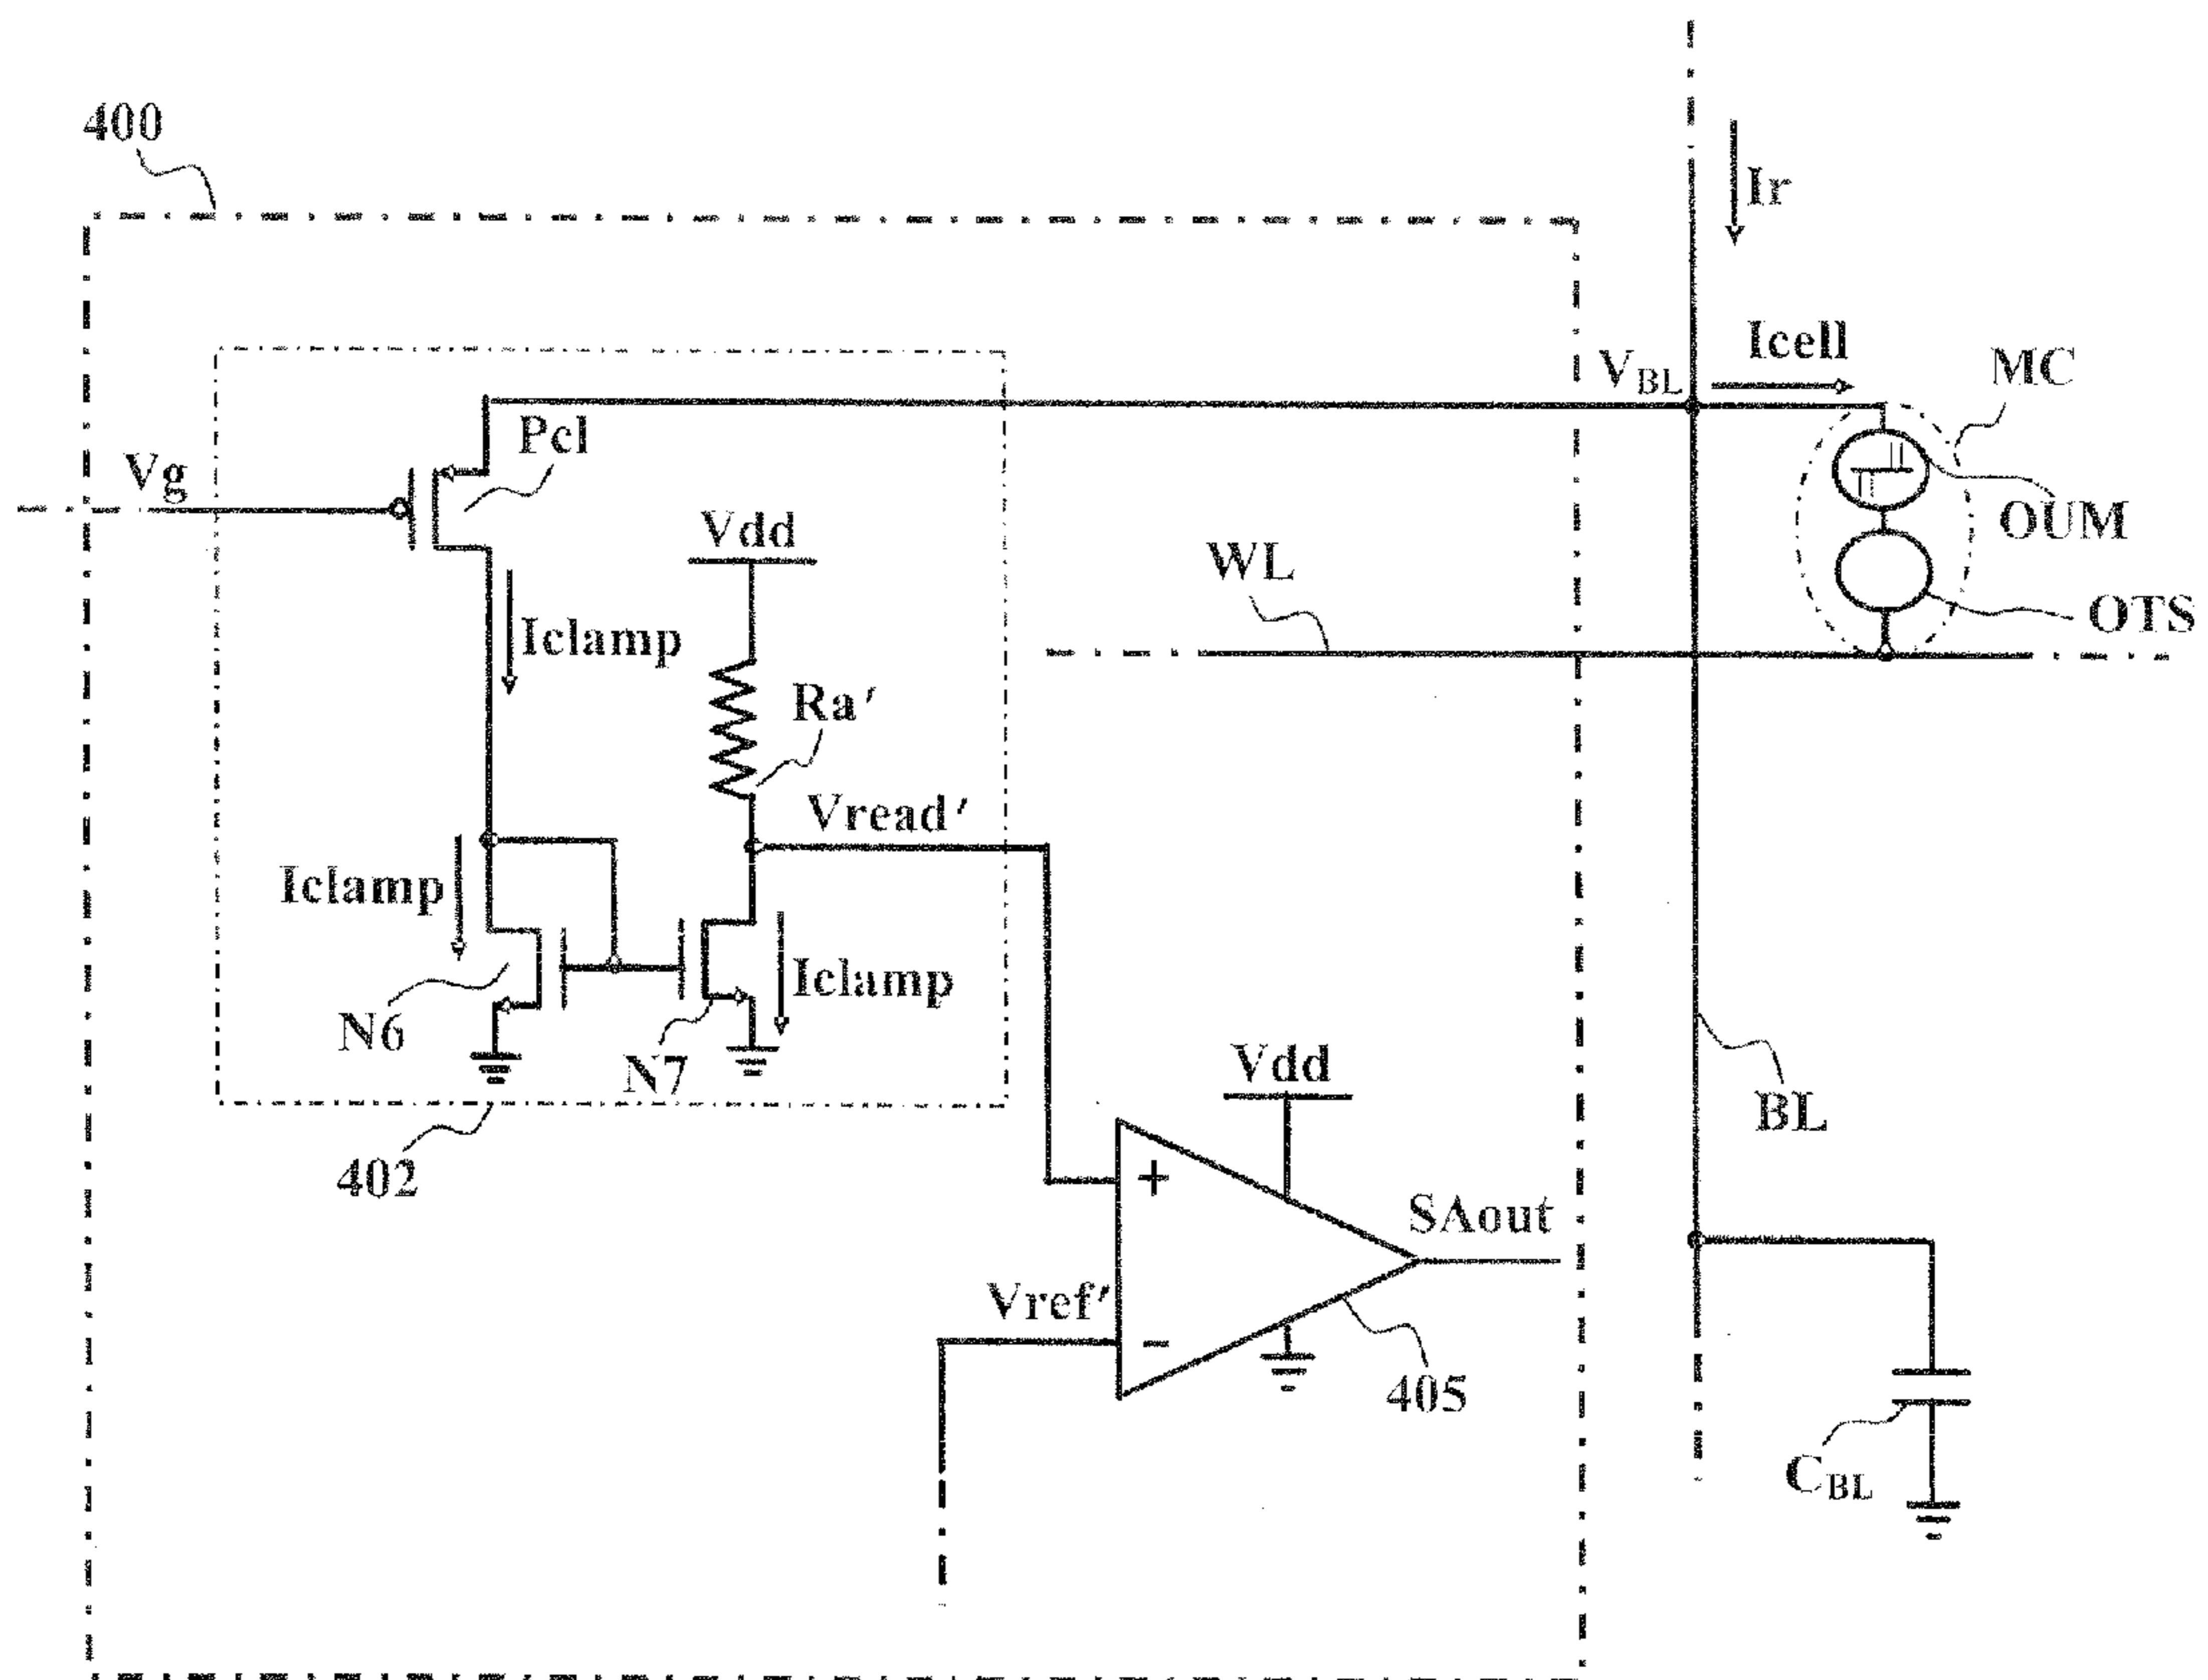 400
Ir
Icell
MC
VBL
Pcl
Vg
Vdd
OUM
WL
OTS
Iclamp
Ra'
Vread'
Iclamp
Iclamp
N6
N7
Vdd
BL
402
+
SAout
Vref'
-
405
CBL